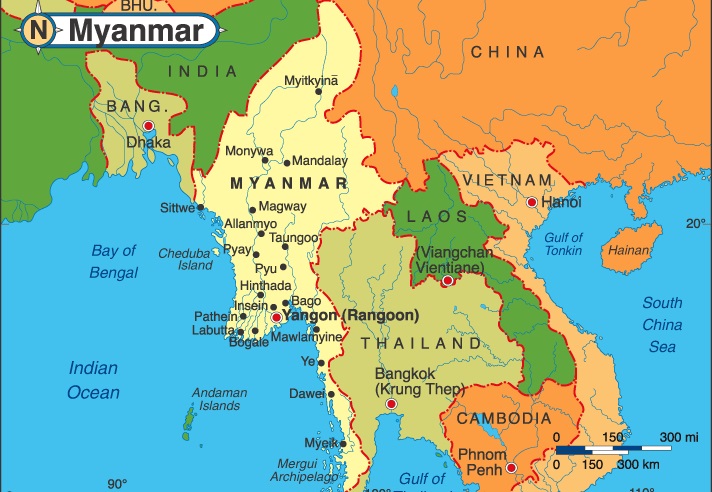 BHU.
N Myanmar
CHINA
INDIA
Myitkyinā
BANG.
Dhaka
Monywa
Mandalay
MYANMAR
VIETNAM
Hanoi
Sittwe
Magway
LAOS
20°
Allanmyo
Taungoo
Gulf of
Tonkin
Hainan
Bay of
Bengal
Cheduba
Island
Pyay
(Viangchan
Vientiane)
Pyu
Hinthada
Bago
Insein
Pathein
Yangon (Rangoon)
Labutta
Mawlamyine
Bogale
South
China
Sea
THAILAND
Ye
Indian
Ocean
Bangkok
(Krung Thep)
Andaman
Islands
Dawei
CAMBODIA
0 150 300 mi
0 150 300 km
Myeik
Phnom
Penh
Mergui
Archipelago
Gulf of
90°